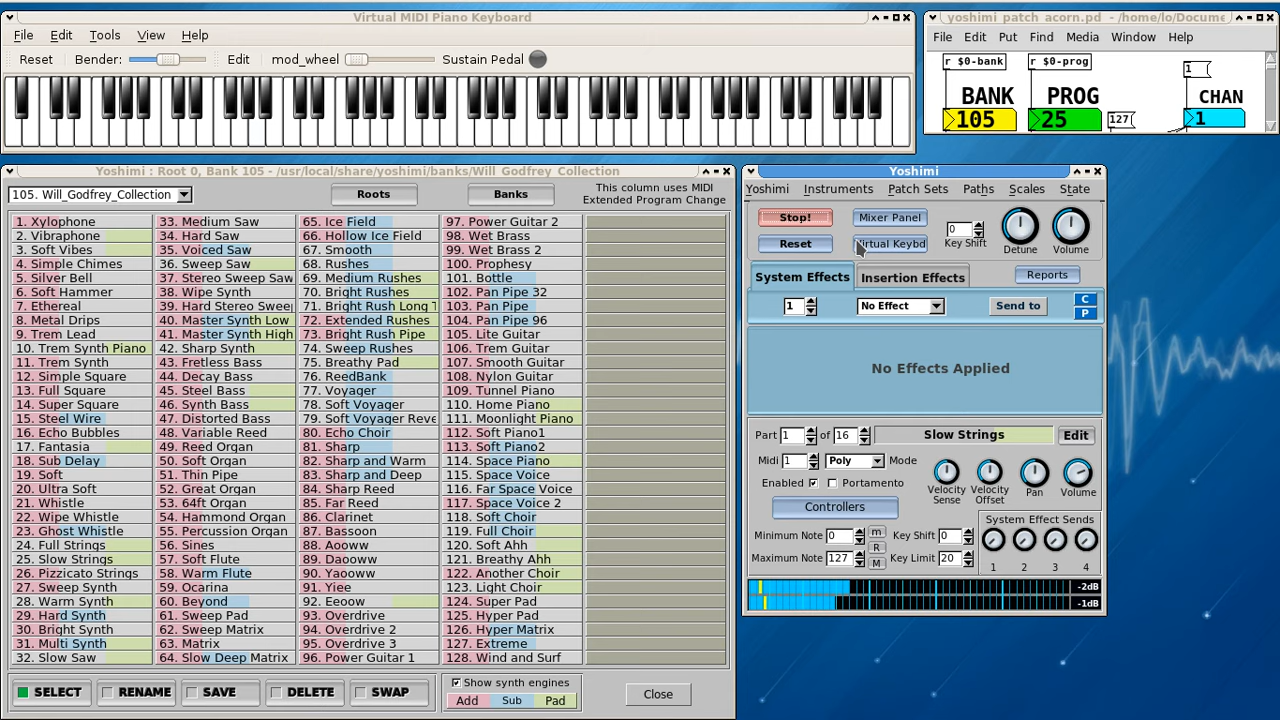 Virtual MIDI Piano Keyboard
File Edit Tools View Help
Reset Bender: Edit mod_wheel Sustain Pedal
yoshimi_patch_acorn.pd - /home/lo/Docume
File Edit Put Find Media Window Help
r $0-bank r $0-prog 1
BANK PROG CHAN
105 25 127 1
Yoshimi : Root 0, Bank 105 - /usr/local/share/yoshimi/banks/Will_Godfrey_Collection
105. Will_Godfrey_Collection Roots Banks
This column uses MIDI
Extended Program Change
1. Xylophone
2. Vibraphone
3. Soft Vibes
4. Simple Chimes
5. Silver Bell
6. Soft Hammer
7. Ethereal
8. Metal Drips
9. Trem Lead
10. Trem Synth Piano
11. Trem Synth
12. Simple Square
13. Full Square
14. Super Square
15. Steel Wire
16. Echo Bubbles
17. Fantasia
18. Sub Delay
19. Soft
20. Ultra Soft
21. Whistle
22. Wipe Whistle
23. Ghost Whistle
24. Full Strings
25. Slow Strings
26. Pizzicato Strings
27. Sweep Synth
28. Warm Synth
29. Hard Synth
30. Bright Synth
31. Multi Synth
32. Slow Saw
33. Medium Saw
34. Hard Saw
35. Voiced Saw
36. Sweep Saw
37. Stereo Sweep Saw
38. Wipe Synth
39. Hard Stereo Sweep
40. Master Synth Low
41. Master Synth High
42. Sharp Synth
43. Fretless Bass
44. Decay Bass
45. Steel Bass
46. Synth Bass
47. Distorted Bass
48. Variable Reed
49. Reed Organ
50. Soft Organ
51. Thin Pipe
52. Great Organ
53. 64ft Organ
54. Hammond Organ
55. Percussion Organ
56. Sines
57. Soft Flute
58. Warm Flute
59. Ocarina
60. Beyond
61. Sweep Pad
62. Sweep Matrix
63. Matrix
64. Slow Deep Matrix
65. Ice Field
66. Hollow Ice Field
67. Smooth
68. Rushes
69. Medium Rushes
70. Bright Rushes
71. Bright Rush Long 1
72. Extended Rushes
73. Bright Rush Pipe
74. Sweep Rushes
75. Breathy Pad
76. ReedBank
77. Voyager
78. Soft Voyager
79. Soft Voyager Reve
80. Echo Choir
81. Sharp
82. Sharp and Warm
83. Sharp and Deep
84. Sharp Reed
85. Far Reed
86. Clarinet
87. Bassoon
88. Aooww
89. Daooww
90. Yaooww
91. Yiee
92. Eeoow
93. Overdrive
94. Overdrive 2
95. Overdrive 3
96. Power Guitar 1
97. Power Guitar 2
98. Wet Brass
99. Wet Brass 2
100. Prophesy
101. Bottle
102. Pan Pipe 32
103. Pan Pipe
104. Pan Pipe 96
105. Lite Guitar
106. Trem Guitar
107. Smooth Guitar
108. Nylon Guitar
109. Tunnel Piano
110. Home Piano
111. Moonlight Piano
112. Soft Piano1
113. Soft Piano2
114. Space Piano
115. Space Voice
116. Far Space Voice
117. Space Voice 2
118. Soft Choir
119. Full Choir
120. Soft Ahh
121. Breathy Ahh
122. Another Choir
123. Light Choir
124. Super Pad
125. Hyper Pad
126. Hyper Matrix
127. Extreme
128. Wind and Surf
SELECT RENAME SAVE DELETE SWAP
Show synth engines
Add Sub Pad
Close
Yoshimi
Yoshimi Instruments Patch Sets Paths Scales State
Stop! Mixer Panel
Reset Virtual Keybd
0
Key Shift Detune Volume
System Effects Insertion Effects Reports
1 No Effect Send to C
P
No Effects Applied
Part 1 of 16 Slow Strings Edit
Midi 1 Poly Mode
Enabled Portamento
Velocity Sense Velocity Offset Pan Volume
Controllers
System Effect Sends
Minimum Note 0 m Key Shift 0
R
Maximum Note 127 M Key Limit 20
1 2 3 4
-2dB
-1dB